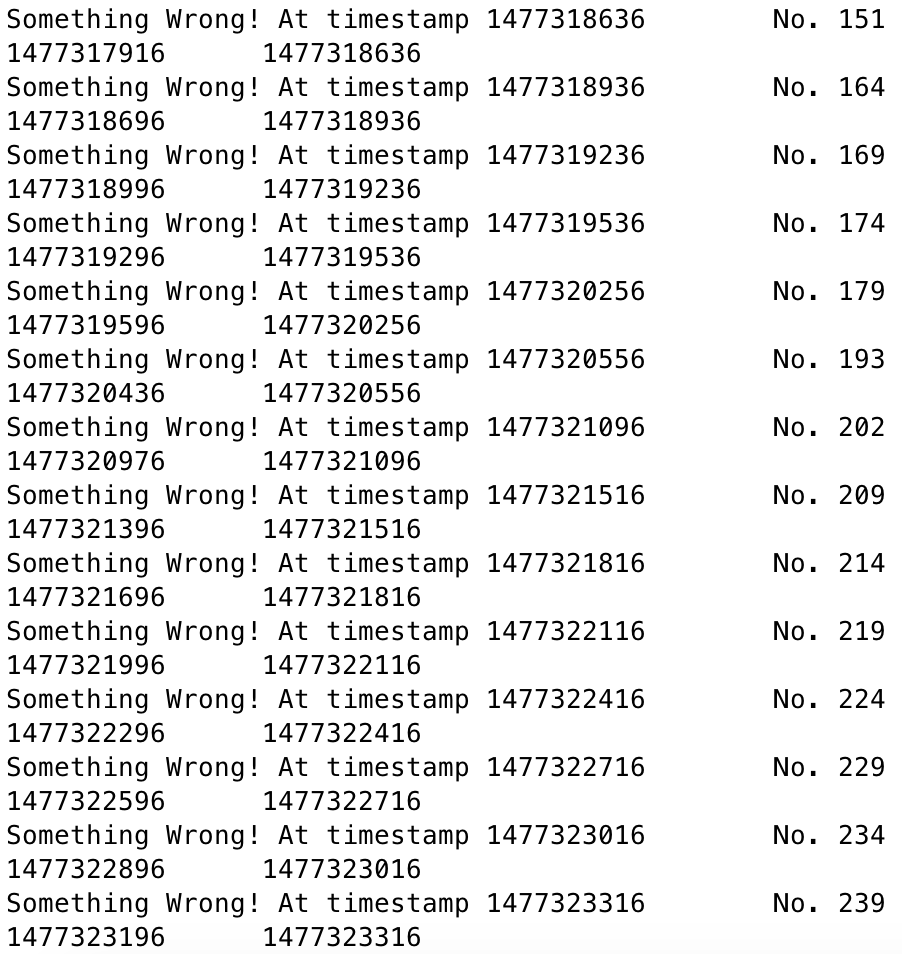 Something Wrong! At timestamp 1477318636 No. 151
1477317916 1477318636
Something Wrong! At timestamp 1477318936 No. 164
1477318696 1477318936
Something Wrong! At timestamp 1477319236 No. 169
1477318996 1477319236
Something Wrong! At timestamp 1477319536 No. 174
1477319296 1477319536
Something Wrong! At timestamp 1477320256 No. 179
1477319596 1477320256
Something Wrong! At timestamp 1477320556 No. 193
1477320436 1477320556
Something Wrong! At timestamp 1477321096 No. 202
1477320976 1477321096
Something Wrong! At timestamp 1477321516 No. 209
1477321396 1477321516
Something Wrong! At timestamp 1477321816 No. 214
1477321696 1477321816
Something Wrong! At timestamp 1477322116 No. 219
1477321996 1477322116
Something Wrong! At timestamp 1477322416 No. 224
1477322296 1477322416
Something Wrong! At timestamp 1477322716 No. 229
1477322596 1477322716
Something Wrong! At timestamp 1477323016 No. 234
1477322896 1477323016
Something Wrong! At timestamp 1477323316 No. 239
1477323196 1477323316